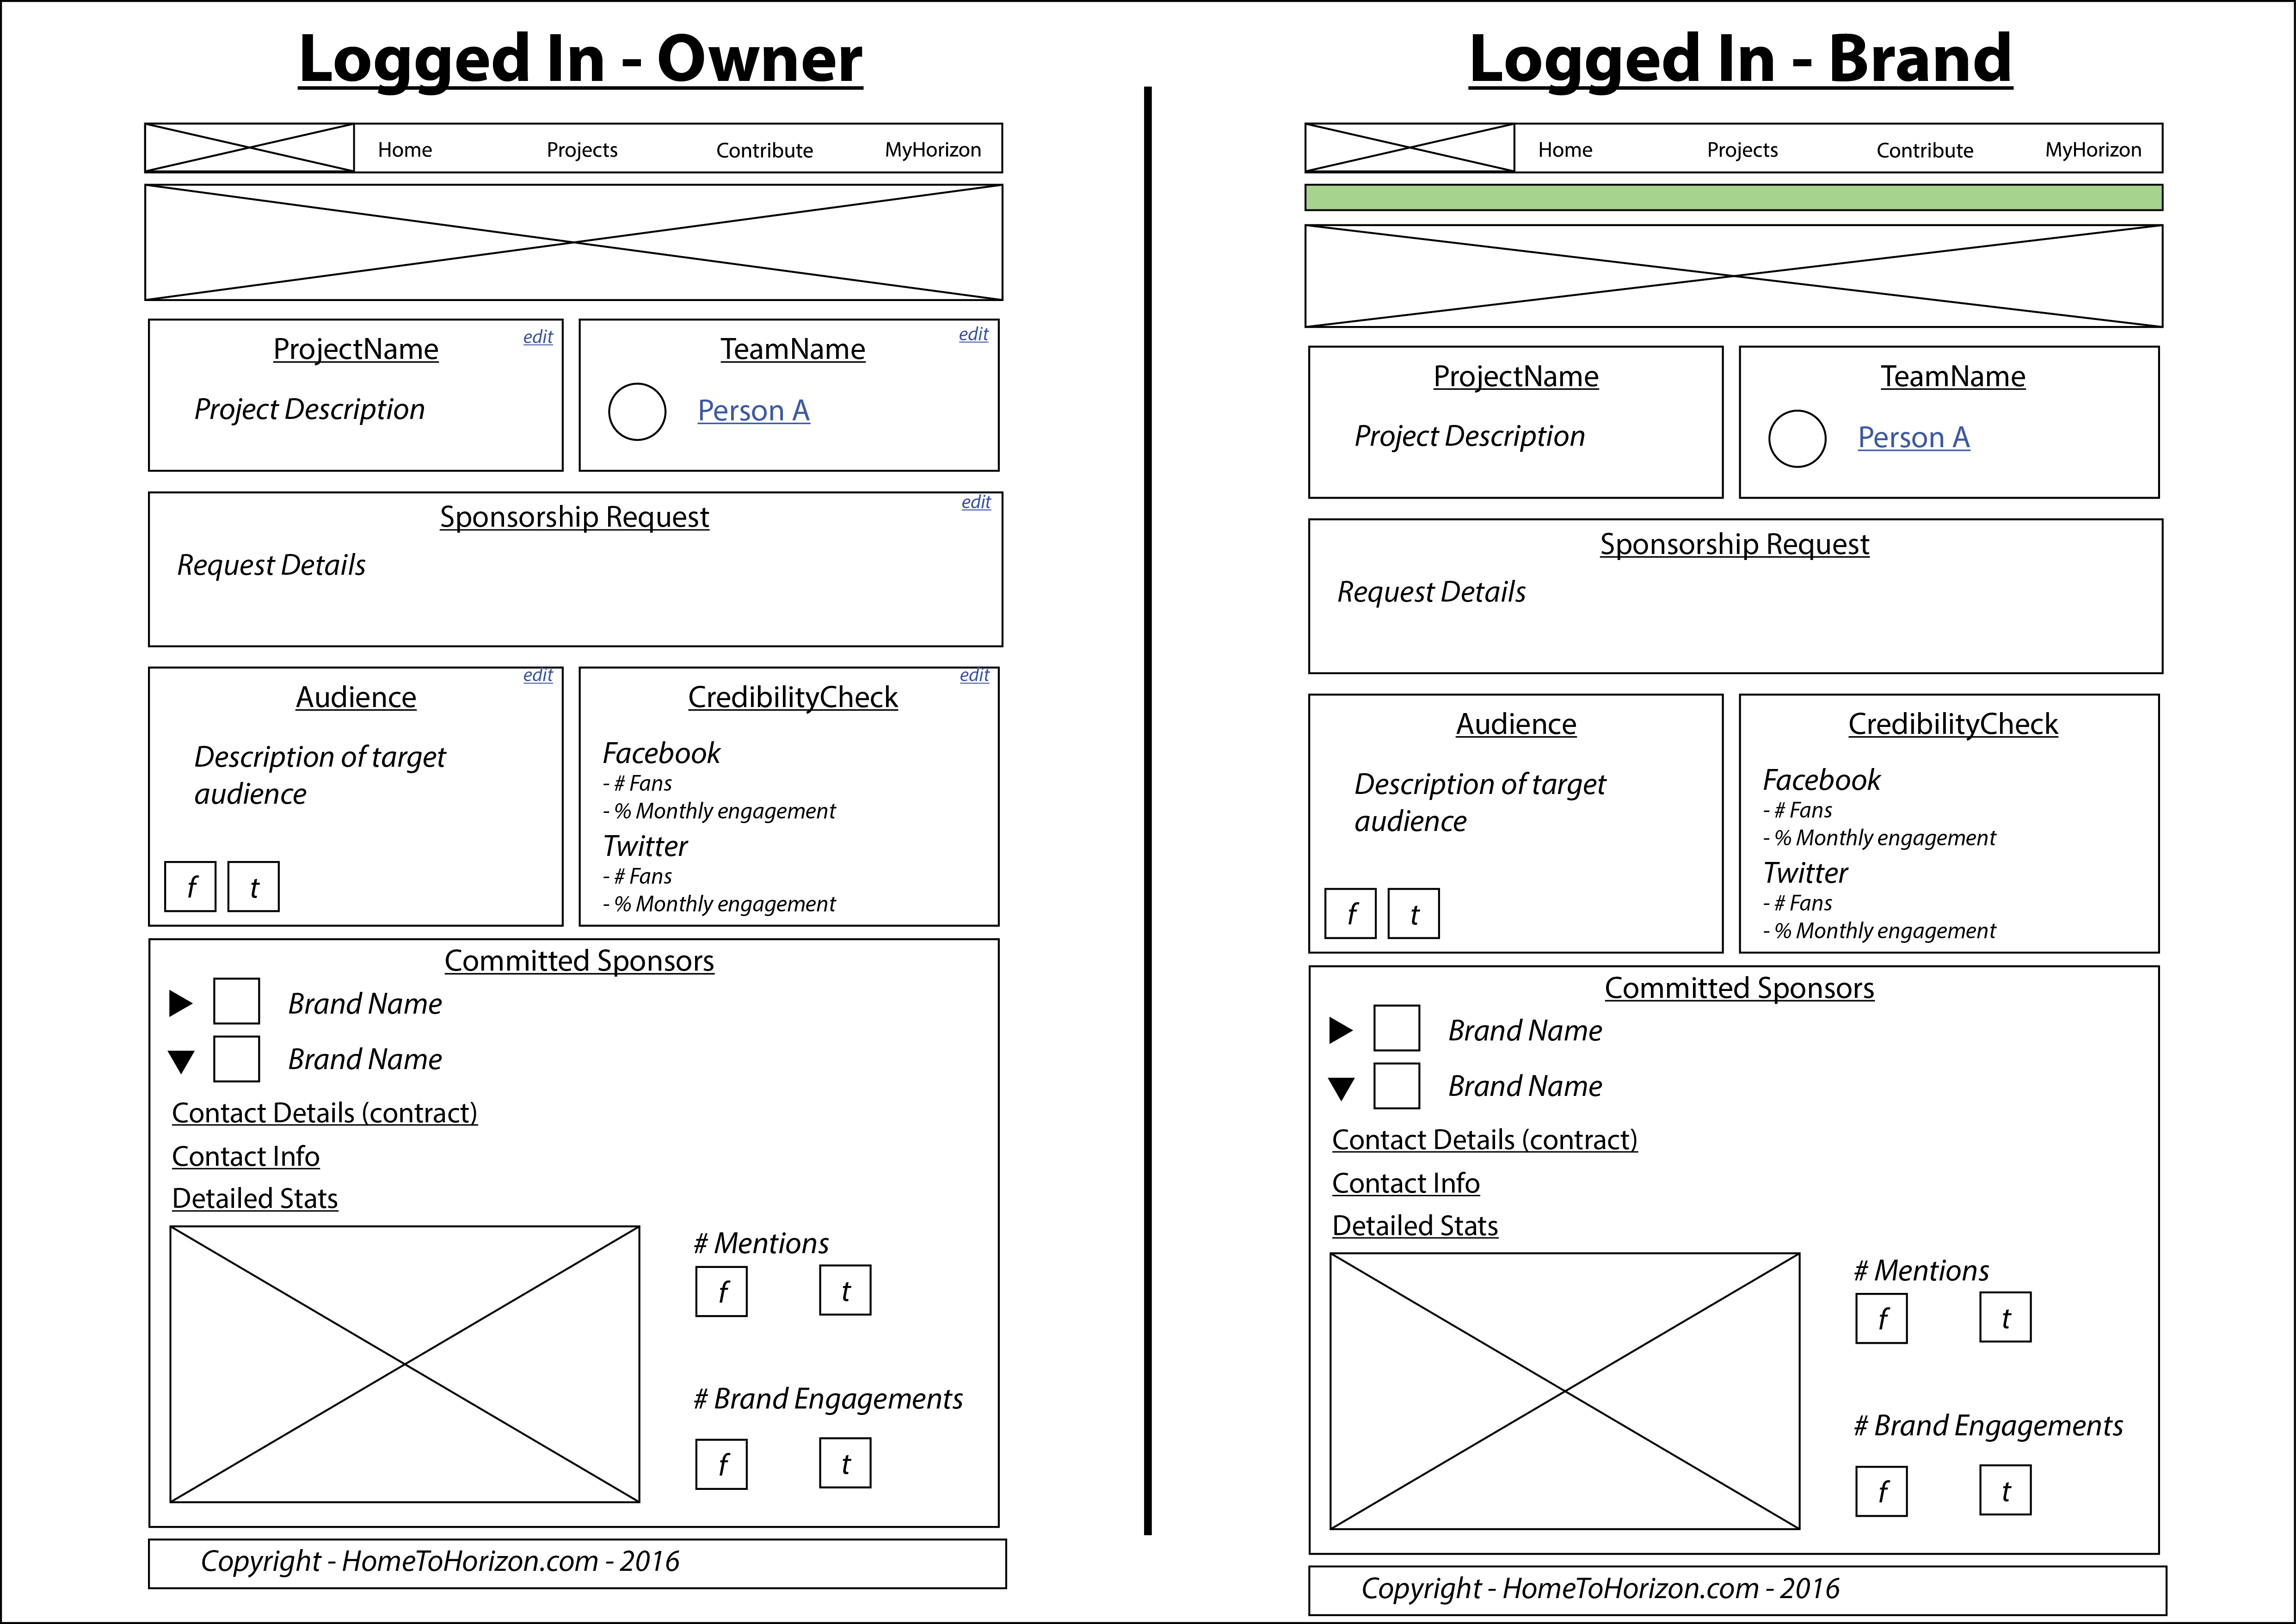 Logged In - Owner
Home Projects Contribute MyHorizon
ProjectName edit
Project Description
TeamName edit
Person A
Sponsorship Request edit
Request Details
Audience edit
Description of target
audience
f t
CredibilityCheck edit
Facebook
- # Fans
- % Monthly engagement
Twitter
- # Fans
- % Monthly engagement
Committed Sponsors
Brand Name
Brand Name
Contact Details (contract)
Contact Info
Detailed Stats
# Mentions
f t
# Brand Engagements
f t
Copyright - HomeToHorizon.com - 2016
Logged In - Brand
Home Projects Contribute MyHorizon
ProjectName
Project Description
TeamName
Person A
Sponsorship Request
Request Details
Audience
Description of target
audience
f t
CredibilityCheck
Facebook
- # Fans
- % Monthly engagement
Twitter
- # Fans
- % Monthly engagement
Committed Sponsors
Brand Name
Brand Name
Contact Details (contract)
Contact Info
Detailed Stats
# Mentions
f t
# Brand Engagements
f t
Copyright - HomeToHorizon.com - 2016